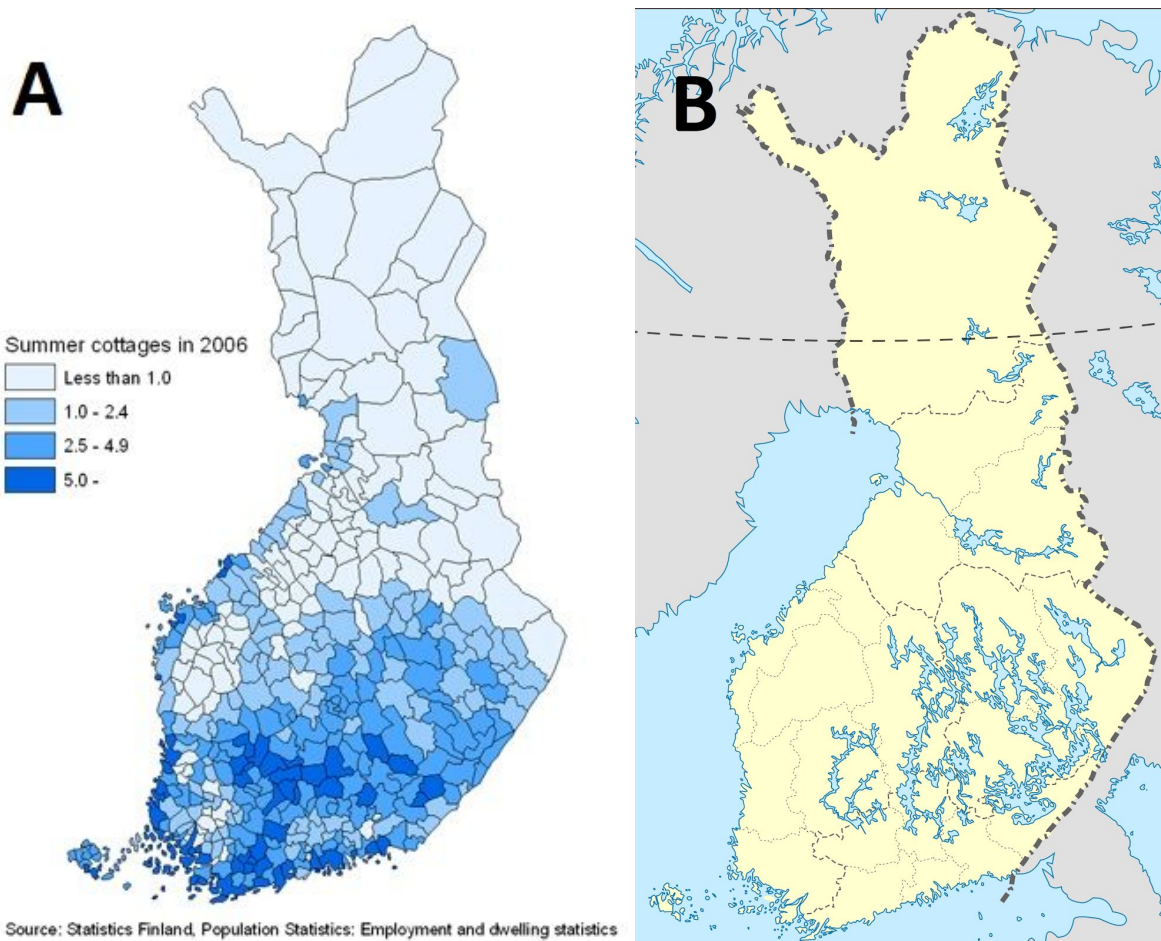 A
B
Summer cottages in 2006
Less than 1.0
1.0 - 2.4
2.5 - 4.9
5.0 -
Source: Statistics Finland, Population Statistics: Employment and dwelling statistics